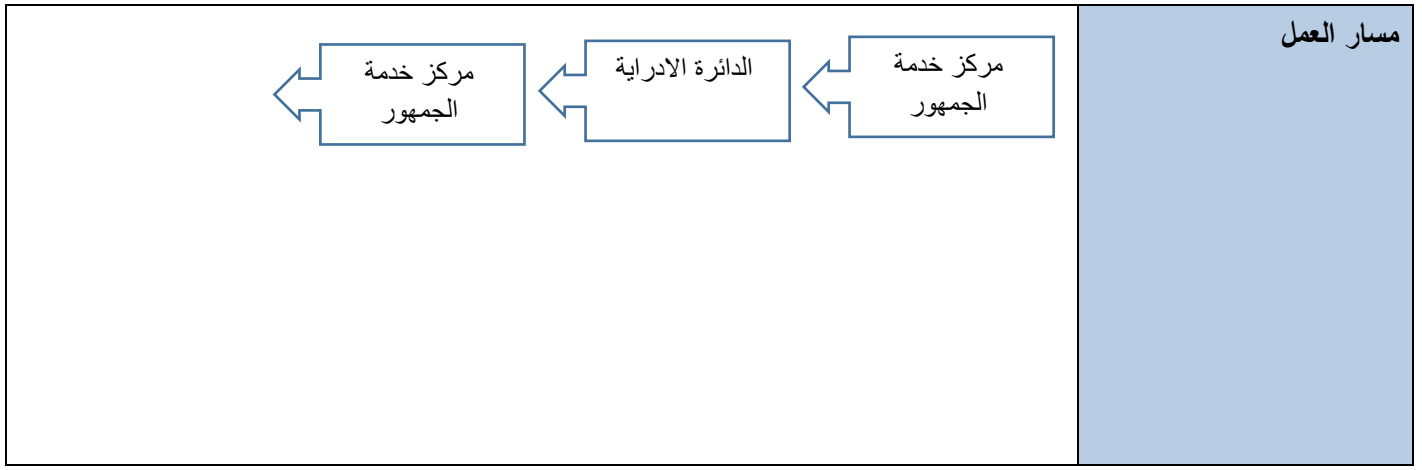 مسار العمل
مركز خدمة
الجمهور
الدائرة الادراية
مركز خدمة
الجمهور